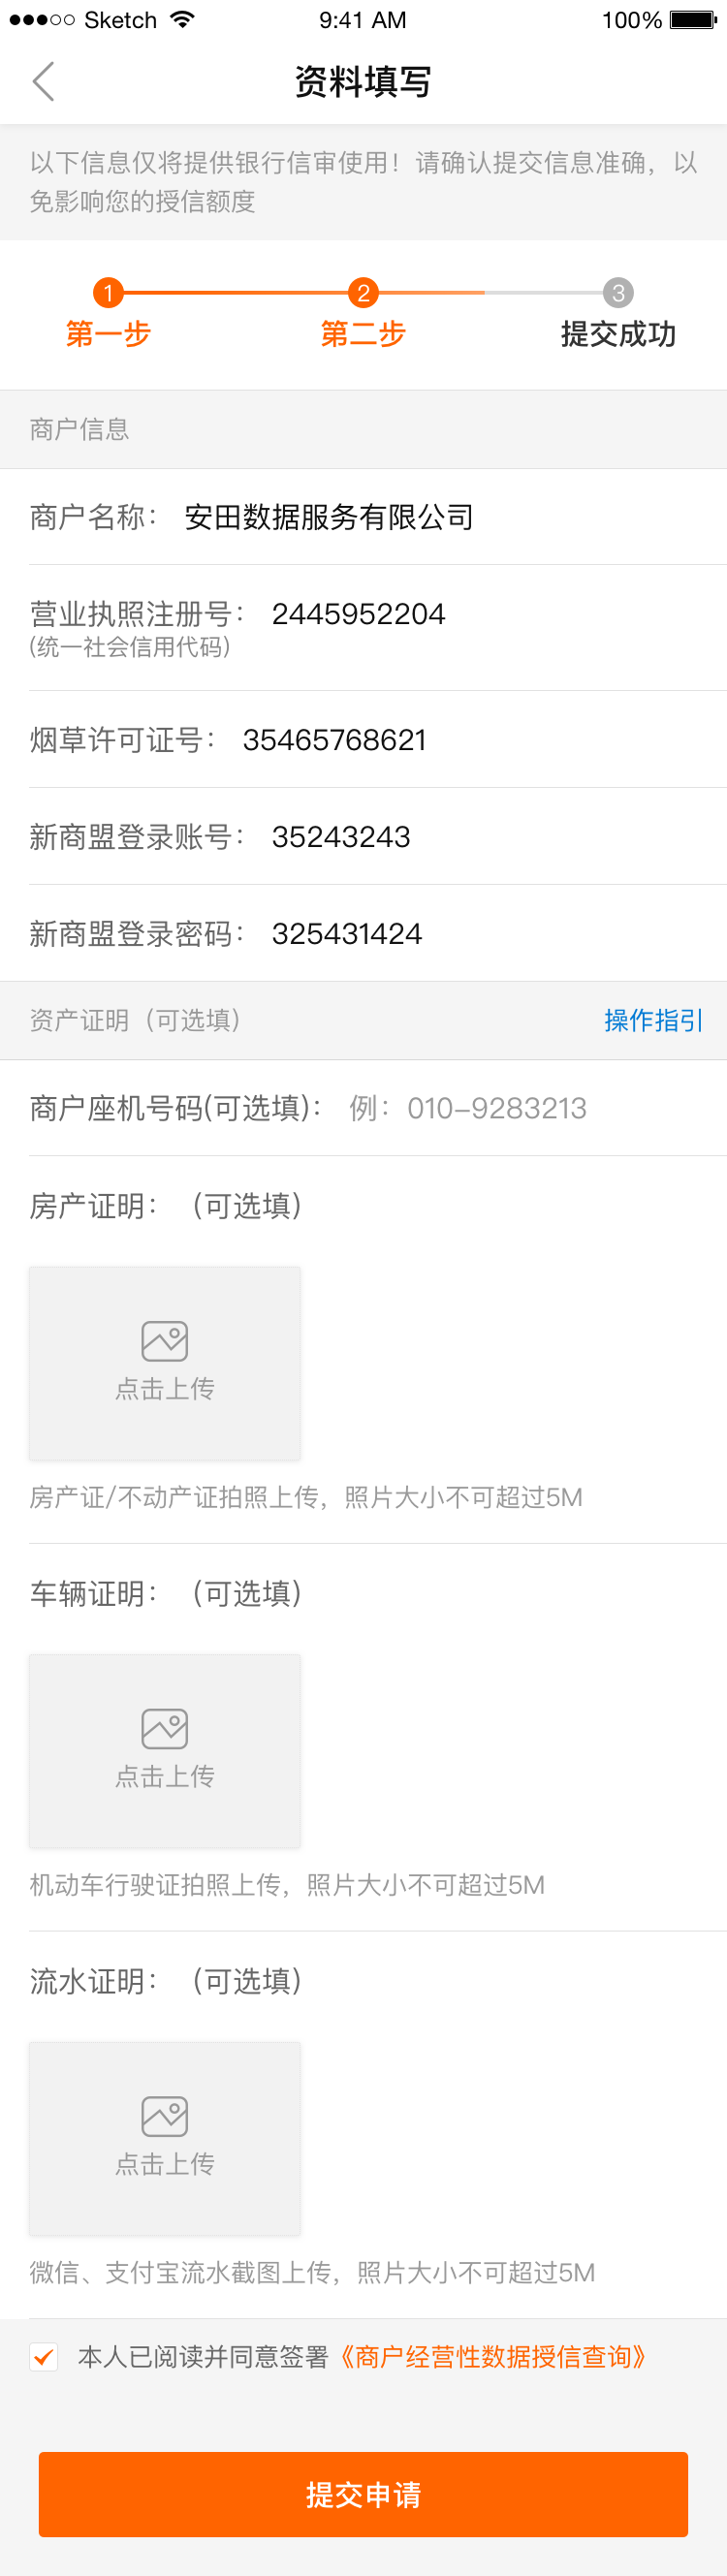 Sketch 9:41 AM 100%
资料填写
以下信息仅将提供银行信审使用！请确认提交信息准确，以
免影响您的授信额度
1 2 3
第一步 第二步 提交成功
商户信息
商户名称： 安田数据服务有限公司
营业执照注册号： 2445952204
(统一社会信用代码)
烟草许可证号： 35465768621
新商盟登录账号： 35243243
新商盟登录密码： 325431424
资产证明（可选填） 操作指引
商户座机号码(可选填)： 例：010-9283213
房产证明：（可选填）
点击上传
房产证/不动产证拍照上传，照片大小不可超过5M
车辆证明：（可选填）
点击上传
机动车行驶证拍照上传，照片大小不可超过5M
流水证明：（可选填）
点击上传
微信、支付宝流水截图上传，照片大小不可超过5M
本人已阅读并同意签署《商户经营性数据授信查询》
提交申请